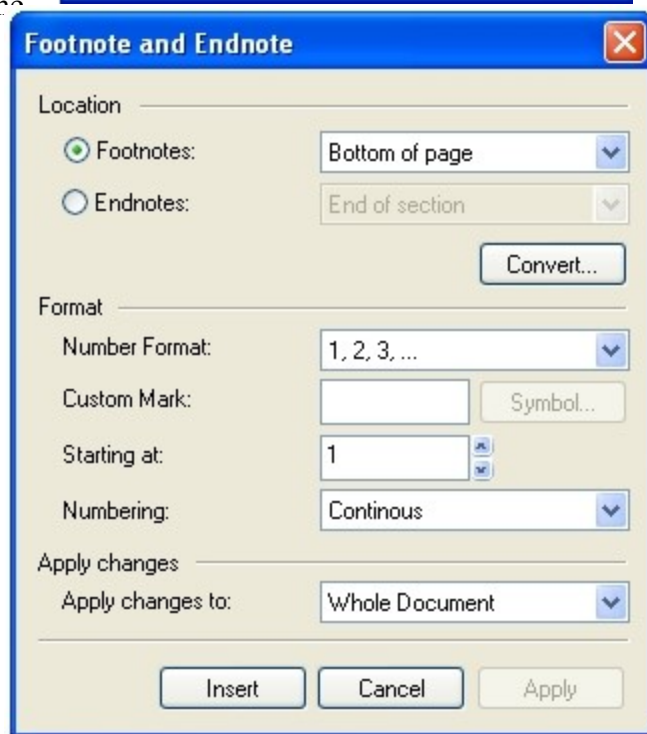 Footnote and Endnote
Location
Footnotes: Bottom of page
Endnotes: End of section
Convert...
Format
Number Format: 1, 2, 3, ...
Custom Mark: Symbol...
Starting at: 1
Numbering: Continous
Apply changes
Apply changes to: Whole Document
Insert Cancel Apply